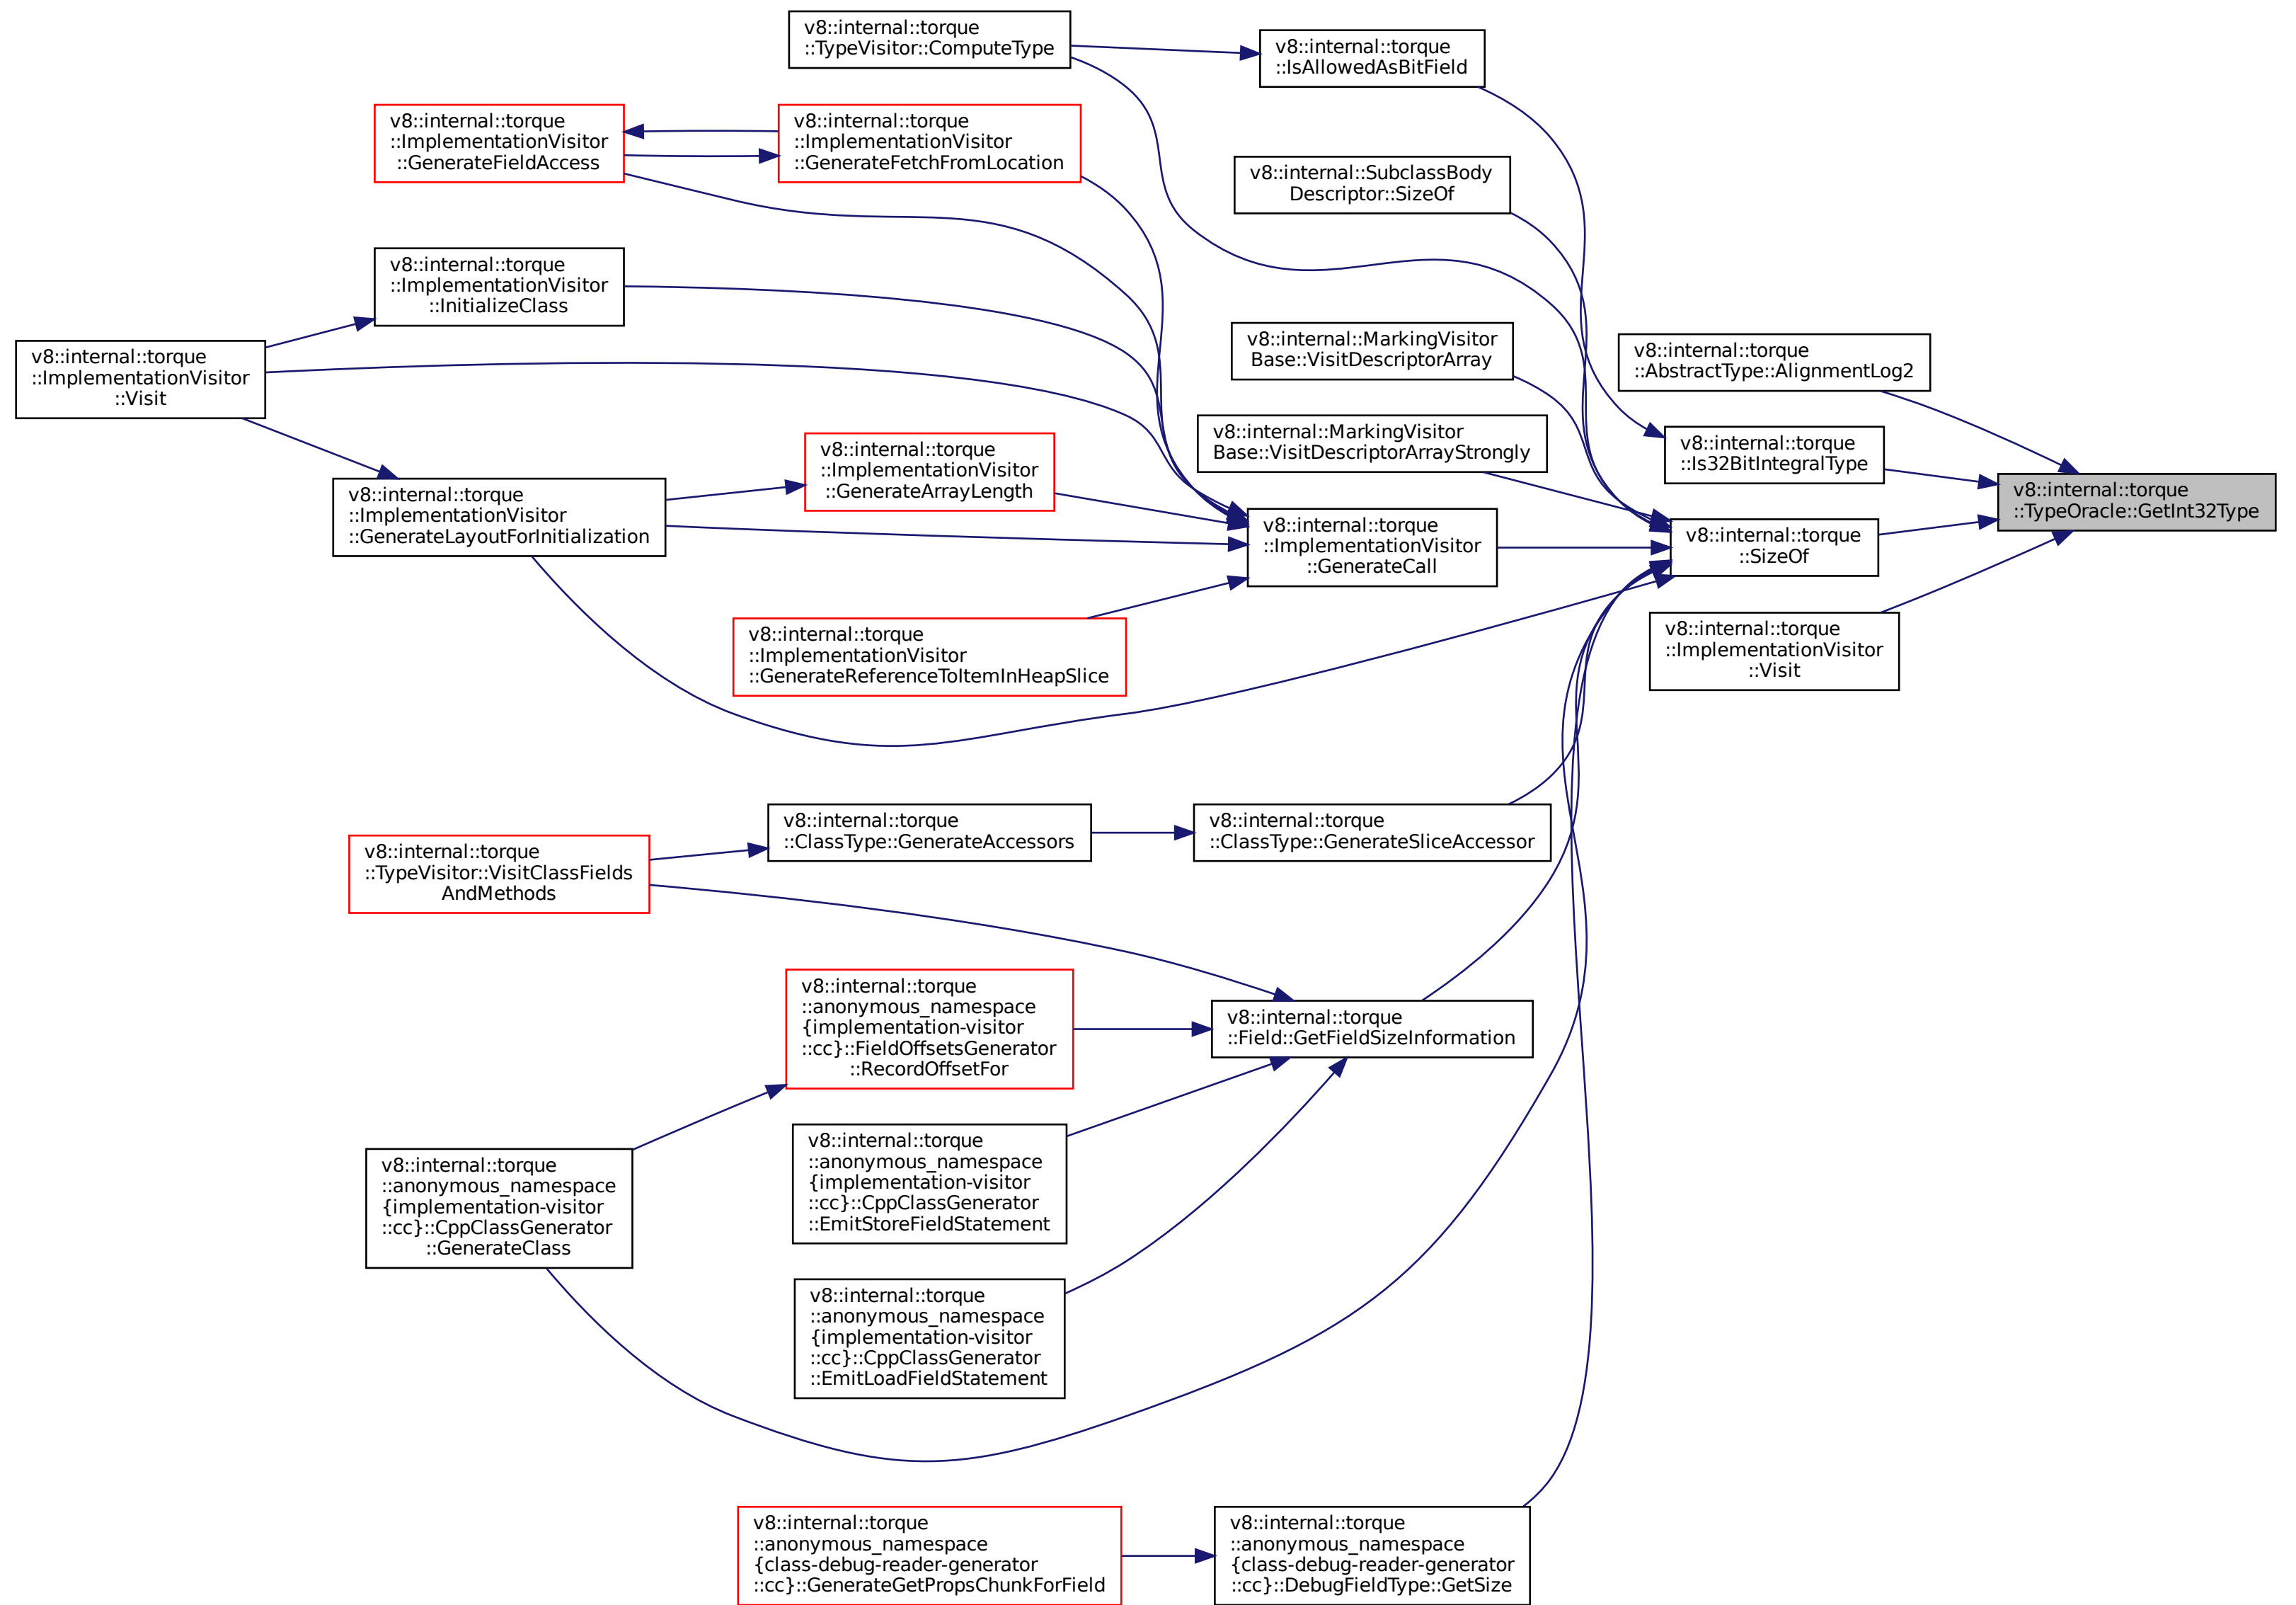 v8::internal::torque
::TypeVisitor::ComputeType
v8::internal::torque
::IsAllowedAsBitField
v8::internal::torque
::ImplementationVisitor
::GenerateFieldAccess
v8::internal::torque
::ImplementationVisitor
::GenerateFetchFromLocation
v8::internal::SubclassBody
Descriptor::SizeOf
v8::internal::torque
::ImplementationVisitor
::InitializeClass
v8::internal::torque
::ImplementationVisitor
::Visit
v8::internal::MarkingVisitor
Base::VisitDescriptorArray
v8::internal::torque
::AbstractType::AlignmentLog2
v8::internal::MarkingVisitor
Base::VisitDescriptorArrayStrongly
v8::internal::torque
::Is32BitIntegralType
v8::internal::torque
::ImplementationVisitor
::GenerateArrayLength
v8::internal::torque
::TypeOracle::GetInt32Type
v8::internal::torque
::ImplementationVisitor
::GenerateLayoutForInitialization
v8::internal::torque
::ImplementationVisitor
::GenerateCall
v8::internal::torque
::SizeOf
v8::internal::torque
::ImplementationVisitor
::GenerateReferenceToItemInHeapSlice
v8::internal::torque
::ImplementationVisitor
::Visit
v8::internal::torque
::TypeVisitor::VisitClassFields
AndMethods
v8::internal::torque
::ClassType::GenerateAccessors
v8::internal::torque
::ClassType::GenerateSliceAccessor
v8::internal::torque
::anonymous_namespace
{implementation-visitor
::cc}::FieldOffsetsGenerator
::RecordOffsetFor
v8::internal::torque
::Field::GetFieldSizeInformation
v8::internal::torque
::anonymous_namespace
{implementation-visitor
::cc}::CppClassGenerator
::EmitStoreFieldStatement
v8::internal::torque
::anonymous_namespace
{implementation-visitor
::cc}::CppClassGenerator
::GenerateClass
v8::internal::torque
::anonymous_namespace
{implementation-visitor
::cc}::CppClassGenerator
::EmitLoadFieldStatement
v8::internal::torque
::anonymous_namespace
{class-debug-reader-generator
::cc}::GenerateGetPropsChunkForField
v8::internal::torque
::anonymous_namespace
{class-debug-reader-generator
::cc}::DebugFieldType::GetSize